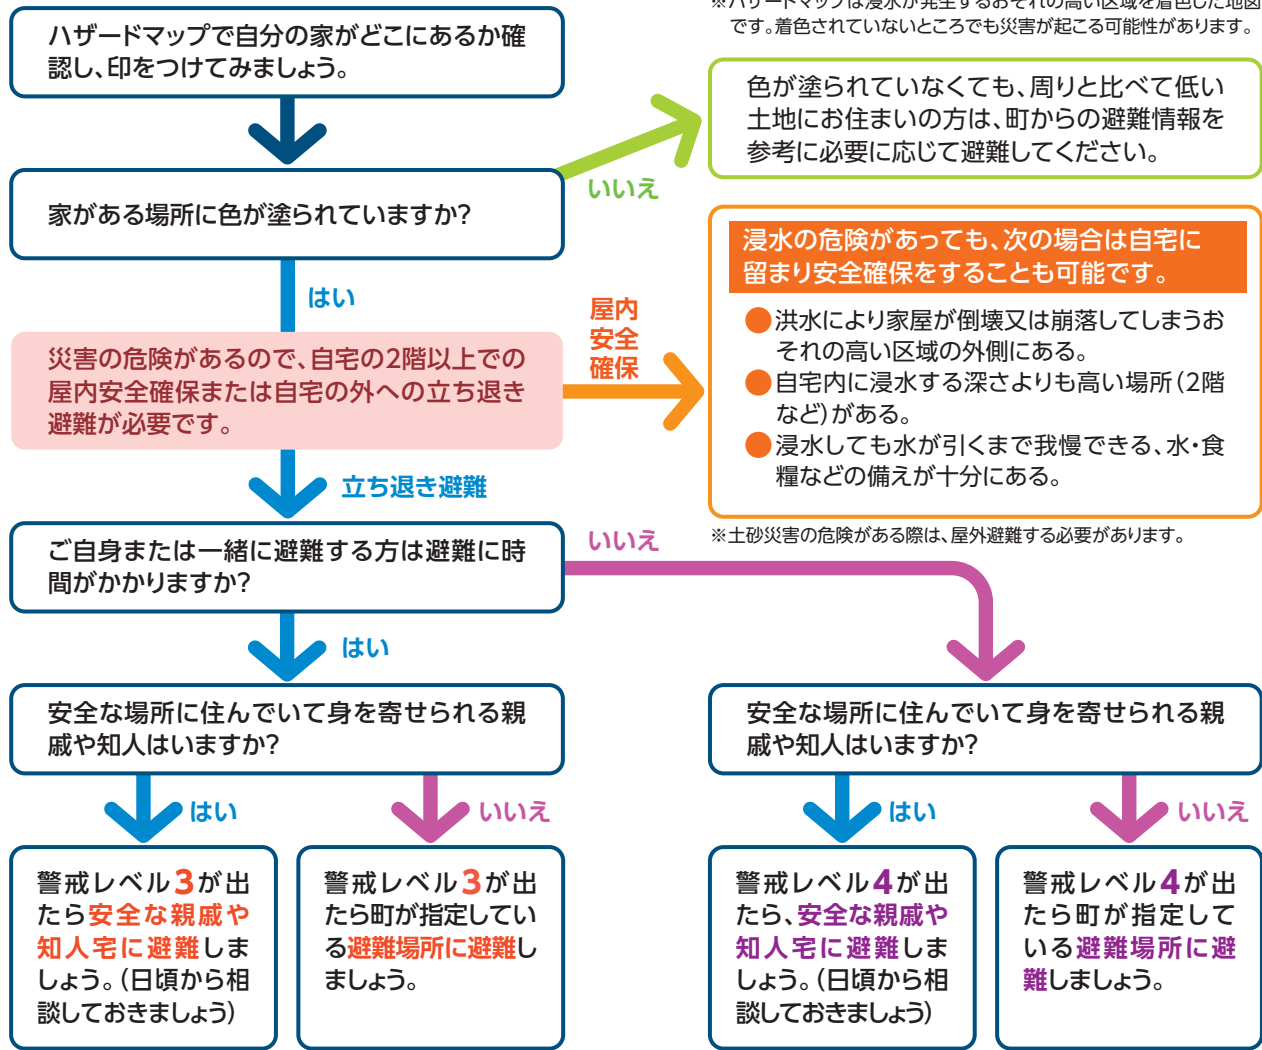 ※ハザードマップは浸水が発生するおそれの高い区域を着色した地図
です。着色されていないところでも災害が起こる可能性があります。
ハザードマップで自分の家がどこにあるか確
認し、印をつけてみましょう。
色が塗られていなくても、周りと比べて低い
土地にお住まいの方は、町からの避難情報を
参考に必要に応じて避難してください。
いいえ
家がある場所に色が塗られていますか?
はい
浸水の危険があっても、次の場合は自宅に
留まり安全確保をすることも可能です。
●洪水により家屋が倒壊又は崩落してしまうお
それの高い区域の外側にある。
●自宅内に浸水する深さよりも高い場所(2階
など)がある。
●浸水しても水が引くまで我慢できる、水・食
糧などの備えが十分にある。
屋内
安全
確保
災害の危険があるので、自宅の2階以上での
屋内安全確保または自宅の外への立ち退き
避難が必要です。
立ち退き避難
※土砂災害の危険がある際は、屋外避難する必要があります。
ご自身または一緒に避難する方は避難に時
間がかかりますか?
いいえ
はい
安全な場所に住んでいて身を寄せられる親
戚や知人はいますか?
はい
いいえ
警戒レベル3が出
たら安全な親戚や
知人宅に避難しま
しょう。(日頃から相
談しておきましょう)
警戒レベル3が出
たら町が指定してい
る避難場所に避難し
ましょう。
安全な場所に住んでいて身を寄せられる親
戚や知人はいますか?
はい
いいえ
警戒レベル4が出
たら、安全な親戚や
知人宅に避難しま
しょう。(日頃から相
談しておきましょう)
警戒レベル4が出
たら町が指定して
いる避難場所に避
難しましょう。